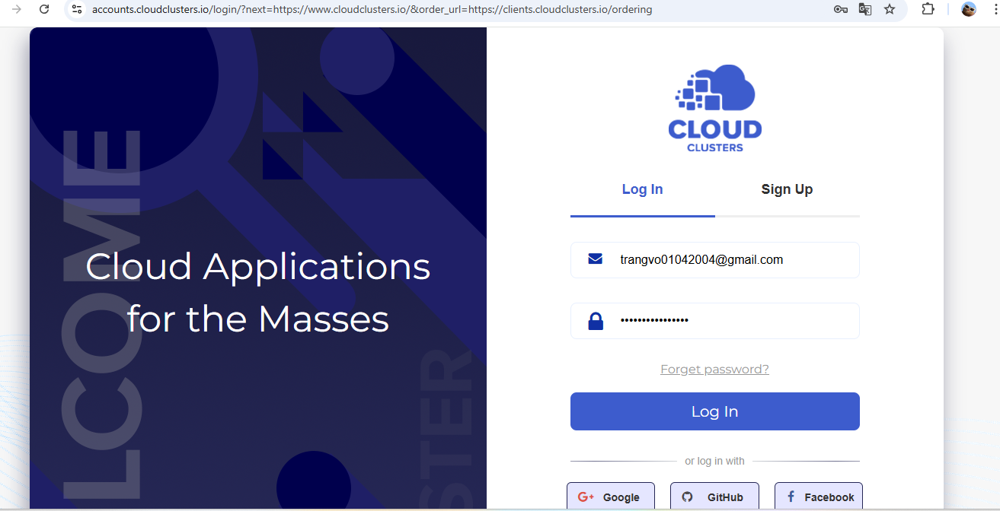 accounts.cloudclusters.io/login/?next=https://www.cloudclusters.io/&order_url=https://clients.cloudclusters.io/ordering
LCOME
Cloud Applications
for the Masses
STER
CLOUD
CLUSTERS
Log In
Sign Up
trangvo01042004@gmail.com
••••••••••••••••
Forget password?
Log In
or log in with
G+ Google
GitHub
f Facebook